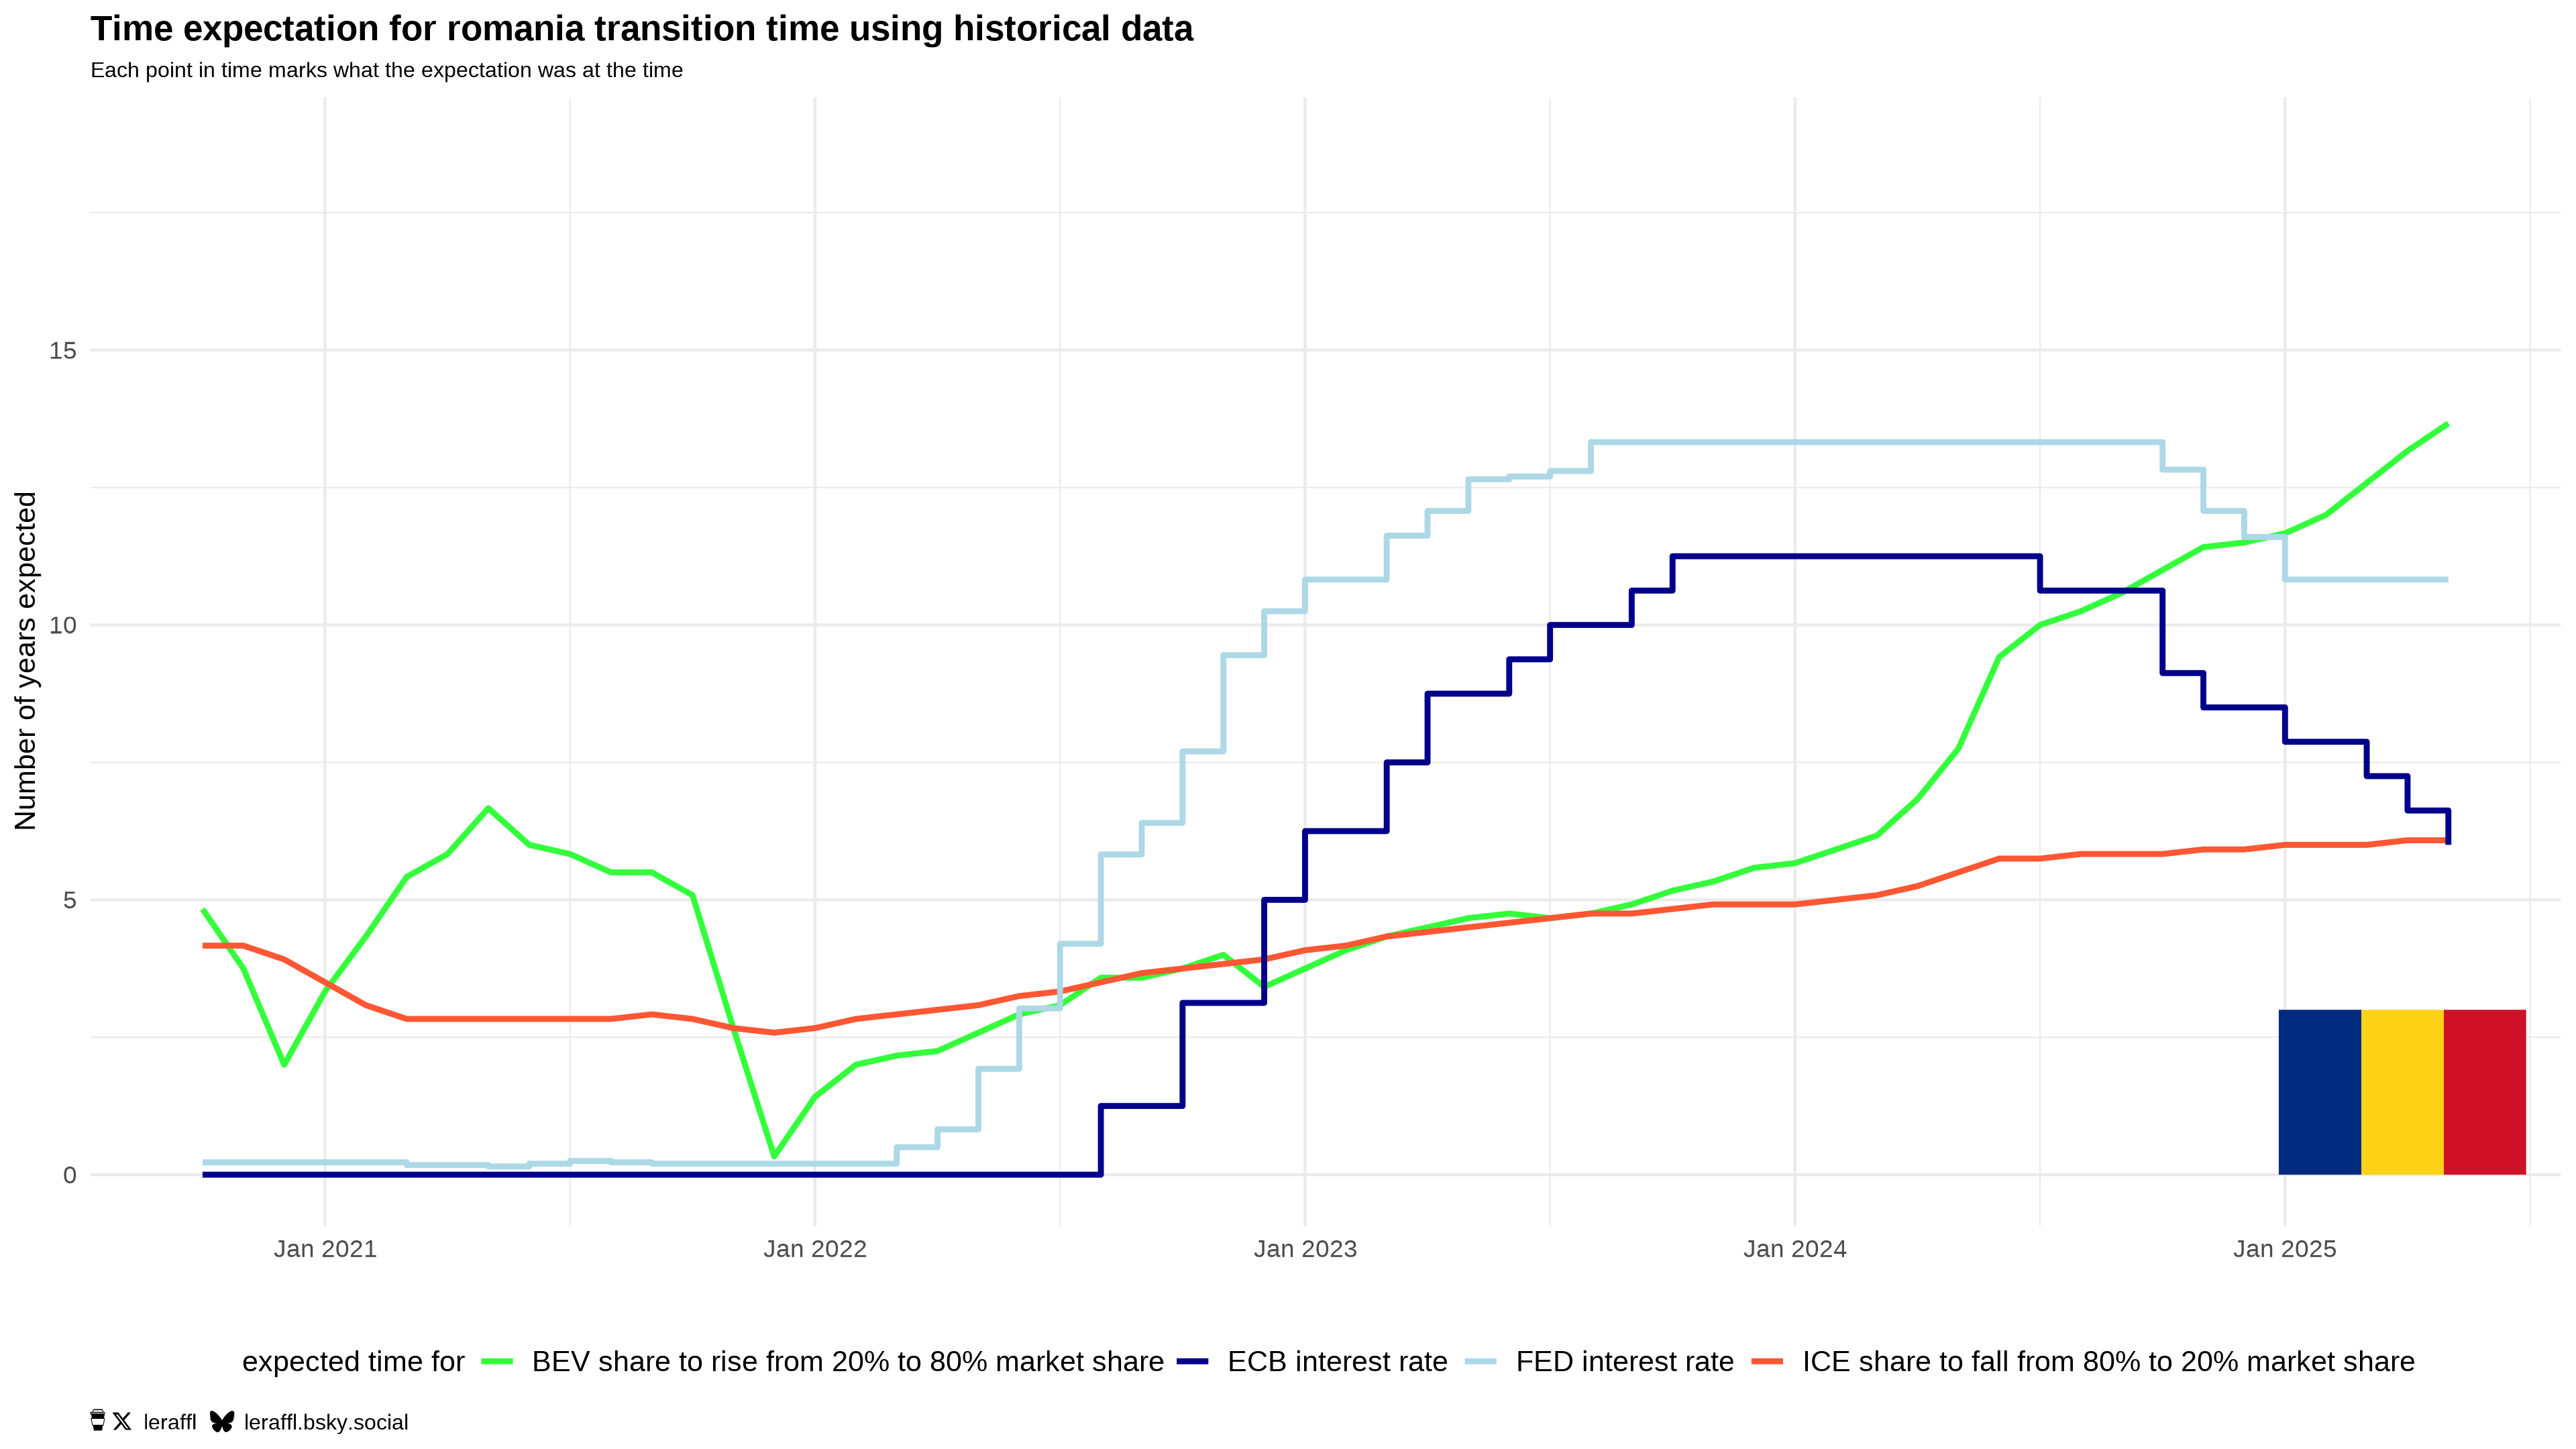 Time expectation for romania transition time using historical data
Each point in time marks what the expectation was at the time
Number of years expected
15
10
5
0
Jan 2021 Jan 2022 Jan 2023 Jan 2024 Jan 2025
expected time for BEV share to rise from 20% to 80% market share ECB interest rate FED interest rate ICE share to fall from 80% to 20% market share
leraffl leraffl.bsky.social